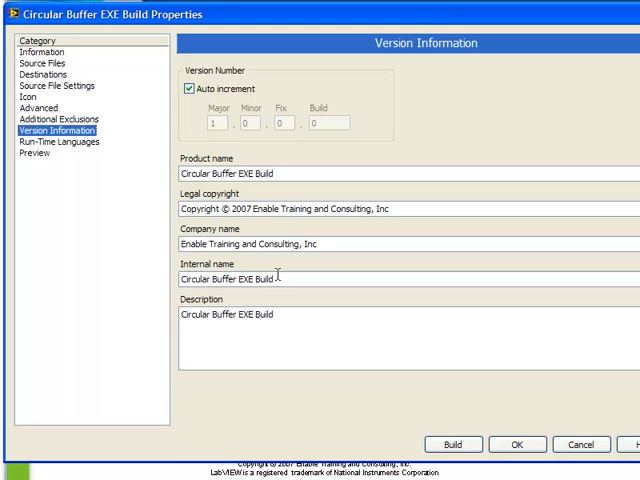 Circular Buffer EXE Build Properties
Category
Information
Source Files
Destinations
Source File Settings
Icon
Advanced
Additional Exclusions
Version Information
Run-Time Languages
Preview
Version Information
Version Number
Auto increment
Major Minor Fix Build
1 . 0 . 0 . 0
Product name
Circular Buffer EXE Build
Legal copyright
Copyright © 2007 Enable Training and Consulting, Inc
Company name
Enable Training and Consulting, Inc
Internal name
Circular Buffer EXE Build
Description
Circular Buffer EXE Build
Build OK Cancel H
Copyright © 2007 Enable Training and Consulting, Inc.
LabVIEW is a registered trademark of National Instruments Corporation